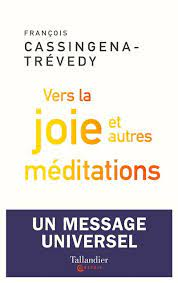 FRANÇOIS
CASSINGENA-
TRÉVEDY
Vers la
joie et
autres
méditations
UN MESSAGE
UNIVERSEL
Tallandier